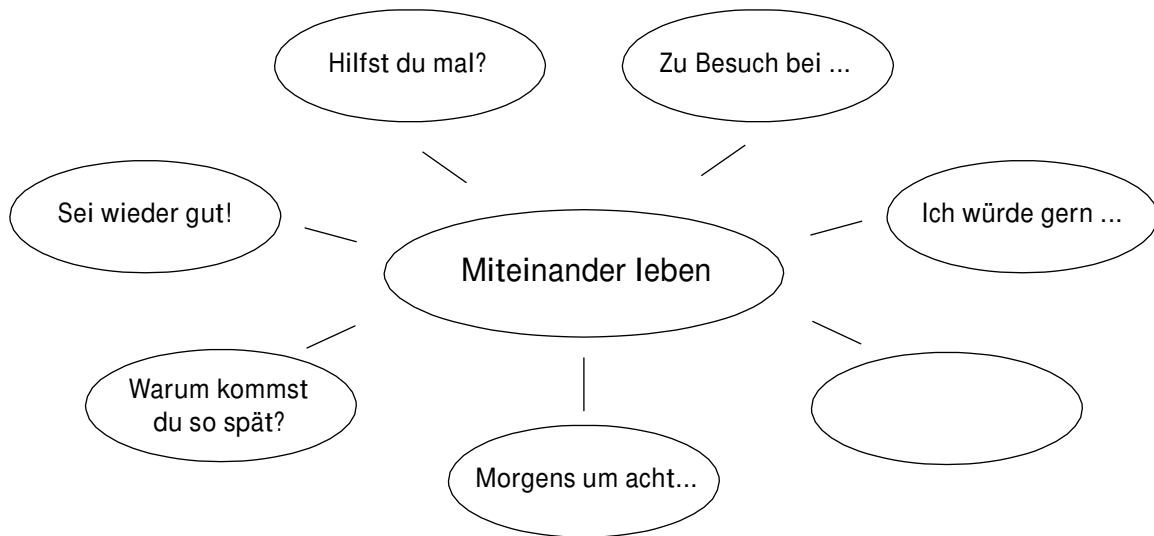 Hilfst du mal?
Zu Besuch bei ...
Sei wieder gut!
Ich würde gern ...
Miteinander leben
Warum kommst
du so spät?
Morgens um acht...